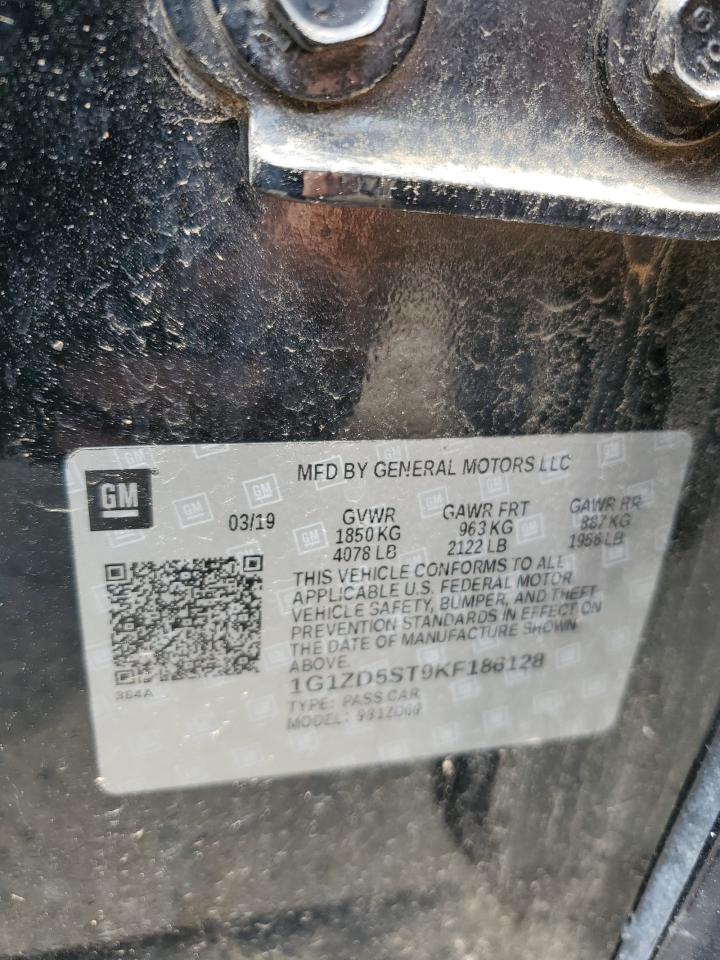 MFD BY GENERAL MOTORS LLC
GM
03/19
GVWR GAWR FRT GAWR RR
1850 KG 963 KG 887 KG
4078 LB 2122 LB 1956 LB
THIS VEHICLE CONFORMS TO ALL
APPLICABLE U.S. FEDERAL MOTOR
VEHICLE SAFETY, BUMPER, AND THEFT
PREVENTION STANDARDS IN EFFECT ON
THE DATE OF MANUFACTURE SHOWN
ABOVE.
1G1ZD5ST9KF186128
TYPE: PASS CAR
MODEL:
384A